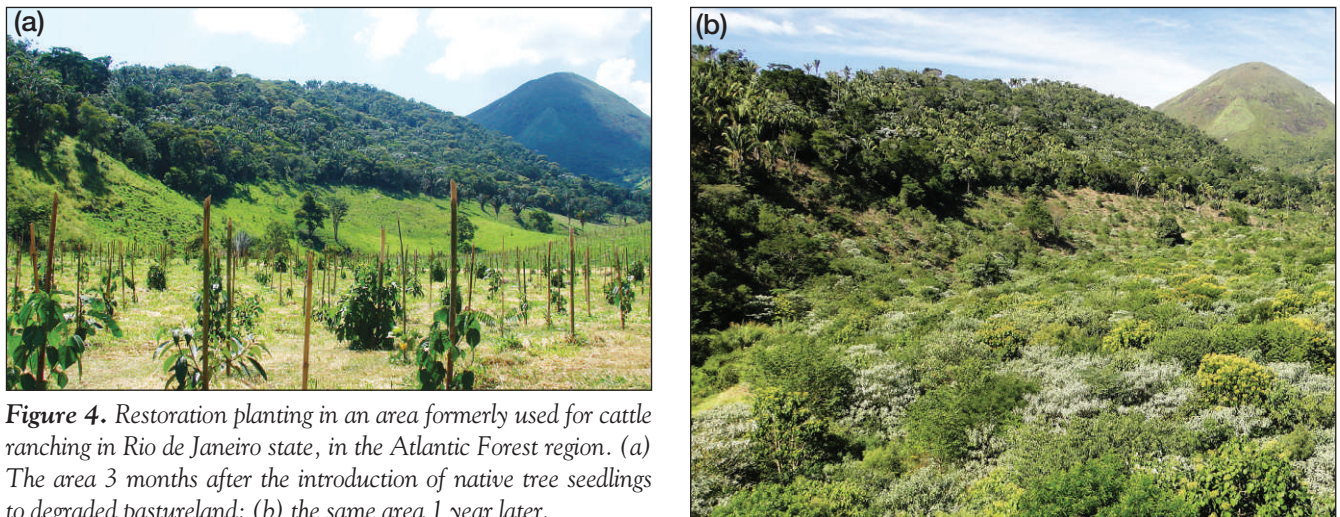 (a)
(b)
Figure 4. Restoration planting in an area formerly used for cattle
ranching in Rio de Janeiro state, in the Atlantic Forest region. (a)
The area 3 months after the introduction of native tree seedlings
to degraded pastureland; (b) the same area 1 year later.